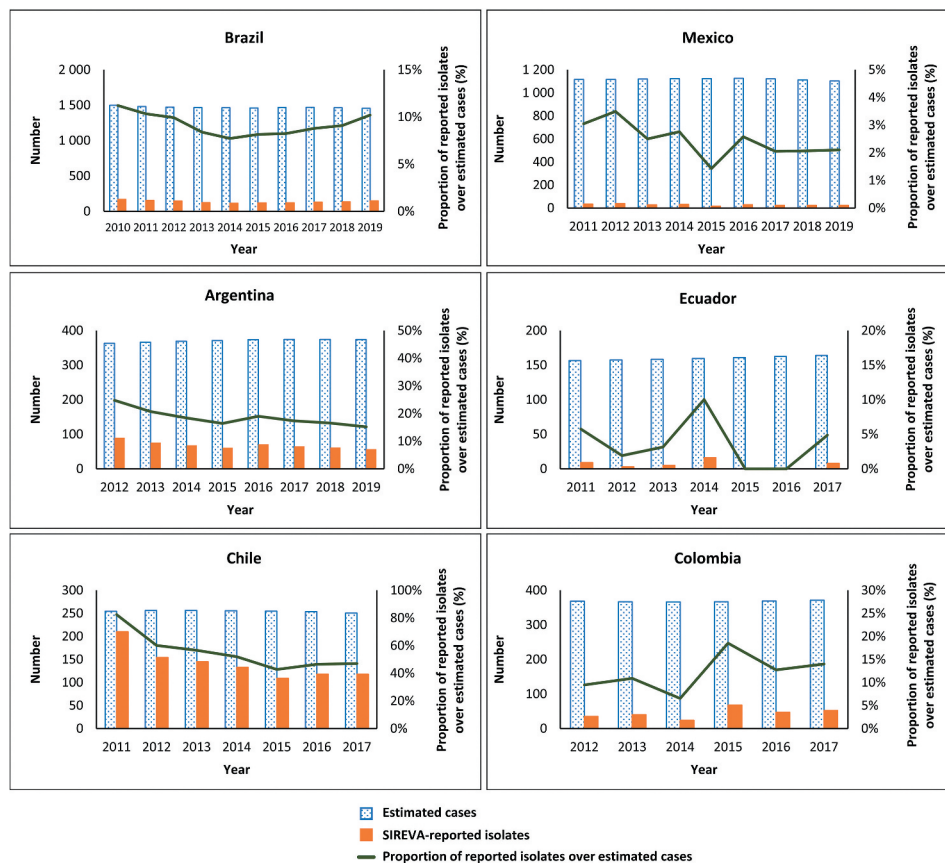 Brazil
Number
2 000
1 500
1 000
500
0
15%
10%
5%
0%
Proportion of reported isolates
over estimated cases (%)
2010 2011 2012 2013 2014 2015 2016 2017 2018 2019
Year
Mexico
Number
1 200
1 000
800
600
400
200
0
5%
4%
3%
2%
1%
0%
Proportion of reported isolates
over estimated cases (%)
2011 2012 2013 2014 2015 2016 2017 2018 2019
Year
Argentina
Number
400
300
200
100
0
50%
40%
30%
20%
10%
0%
Proportion of reported isolates
over estimated cases (%)
2012 2013 2014 2015 2016 2017 2018 2019
Year
Ecuador
Number
200
150
100
50
0
20%
15%
10%
5%
0%
Proportion of reported isolates
over estimated cases (%)
2011 2012 2013 2014 2015 2016 2017
Year
Chile
Number
300
250
200
150
100
50
0
100%
80%
60%
40%
20%
0%
Proportion of reported isolates
over estimated cases (%)
2011 2012 2013 2014 2015 2016 2017
Year
Colombia
Number
400
300
200
100
0
30%
25%
20%
15%
10%
5%
0%
Proportion of reported isolates
over estimated cases (%)
2012 2013 2014 2015 2016 2017
Year
Estimated cases
SIREVA-reported isolates
Proportion of reported isolates over estimated cases